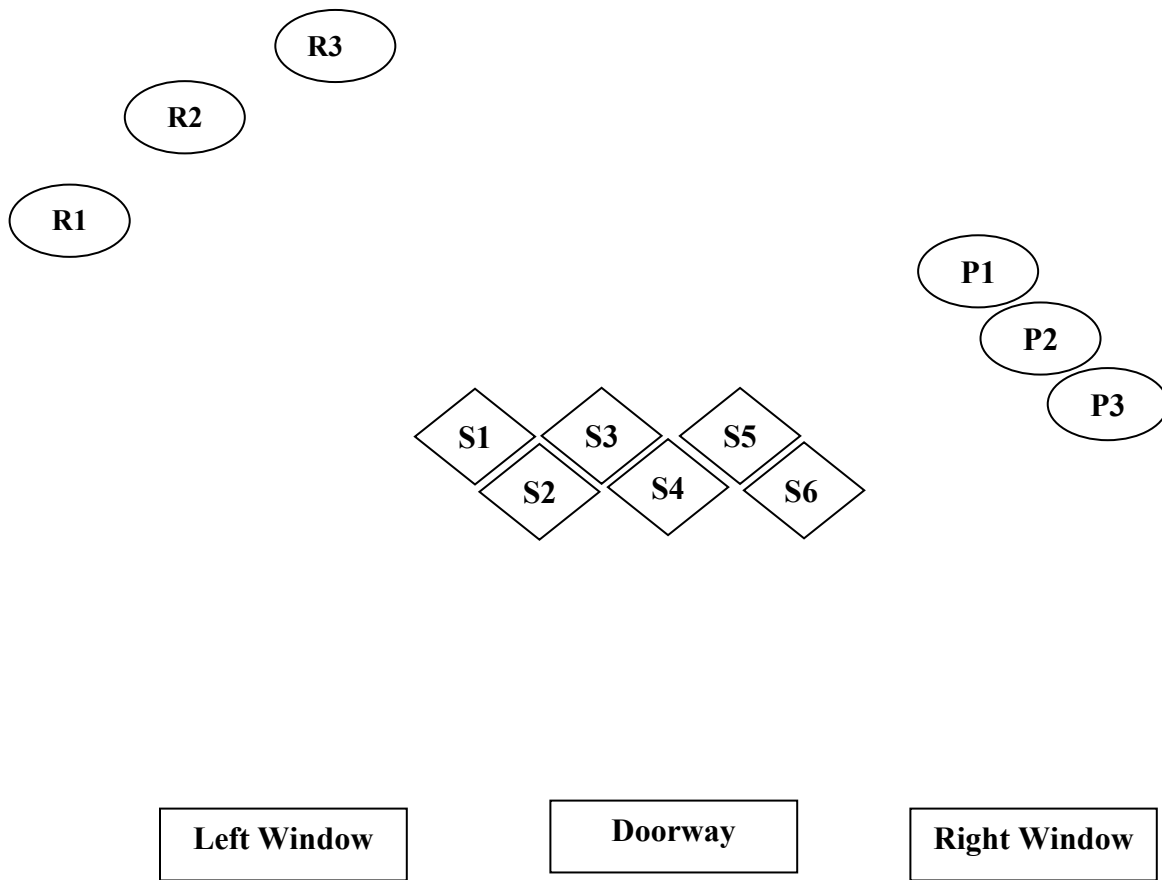 R3
R2
R1
P1
P2
P3
S1 S3 S5
S2 S4 S6
Left Window Doorway Right Window